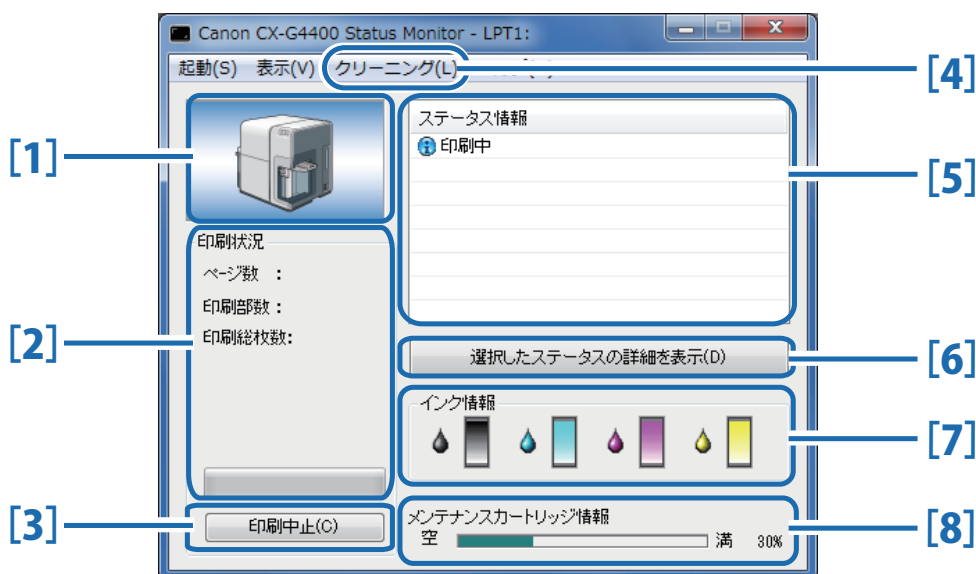 Canon CX-G4400 Status Monitor - LPT1:
起動(S) 表示(V) クリーニング(L)
[4]
[1]
ステータス情報
印刷中
[5]
印刷状況
ページ数 :
印刷部数 :
印刷総枚数:
[2]
選択したステータスの詳細を表示(D)
[6]
インク情報
[7]
[3]
印刷中止(C)
メンテナンスカートリッジ情報
空 満 30%
[8]